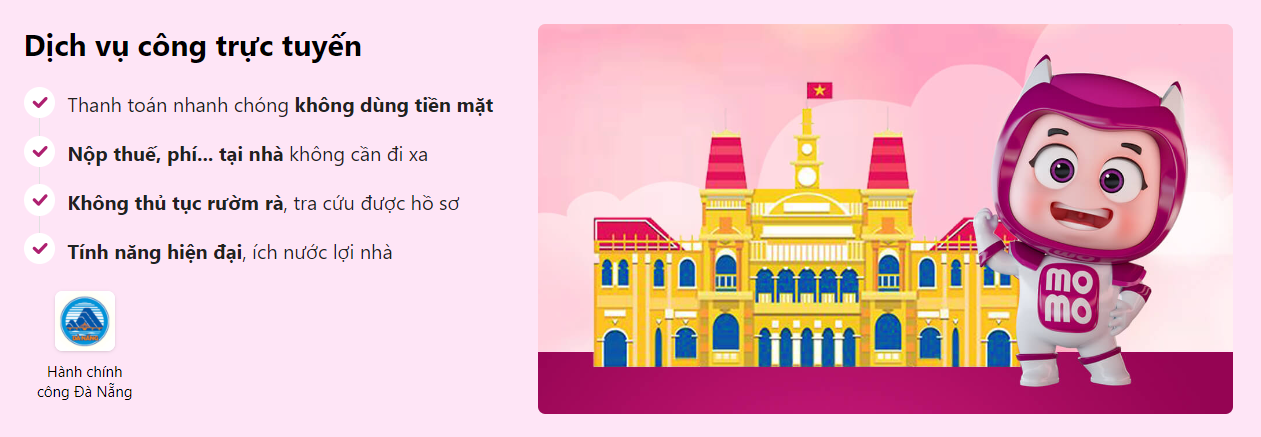 Dịch vụ công trực tuyến
Thanh toán nhanh chóng không dùng tiền mặt
Nộp thuế, phí... tại nhà không cần đi xa
Không thủ tục rườm rà, tra cứu được hồ sơ
Tính năng hiện đại, ích nước lợi nhà
ĐÀ NẴNG
Hành chính
công Đà Nẵng
mo
mo